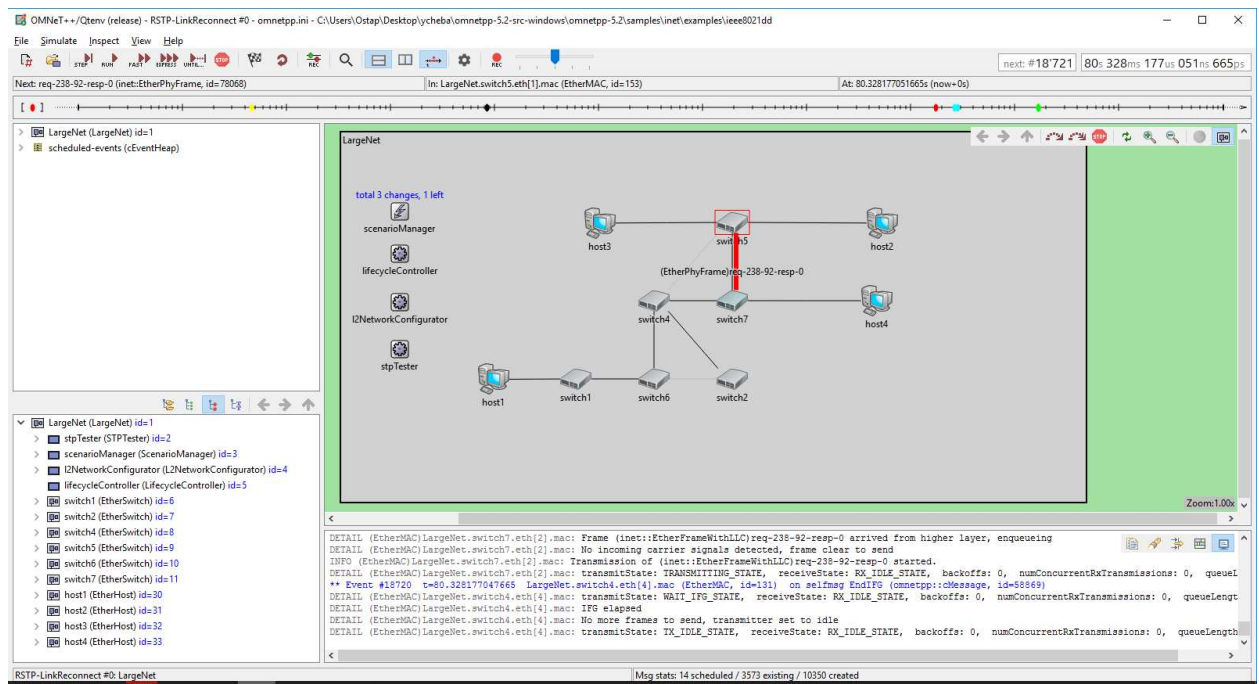 OMNeT++/Qtenv (release) - RSTP-LinkReconnect #0 - omnetpp.ini - C:\Users\Ostap\Desktop\ycheba\omnetpp-5.2-src-windows\omnetpp-5.2\samples\inet\examples\ieee8021dd
File Simulate Inspect View Help
STEP RUN FAST EXPRESS UNTIL... STOP REC REC
next: #18'721 80s 328ms 177us 051ns 665ps
Next: req-238-92-resp-0 (inet::EtherPhyFrame, id=78068) In: LargeNet.switch5.eth[1].mac (EtherMAC, id=153) At: 80.328177051665s (now+0s)
LargeNet (LargeNet) id=1
scheduled-events (cEventHeap)
LargeNet
STOP
total 3 changes, 1 left
scenarioManager
host3
switch5
host2
lifecycleController
(EtherPhyFrame)req-238-92-resp-0
l2NetworkConfigurator
switch4
switch7
host4
stpTester
host1
switch1
switch6
switch2
Zoom:1.00x
LargeNet (LargeNet) id=1
stpTester (STPTester) id=2
scenarioManager (ScenarioManager) id=3
l2NetworkConfigurator (L2NetworkConfigurator) id=4
lifecycleController (LifecycleController) id=5
switch1 (EtherSwitch) id=6
switch2 (EtherSwitch) id=7
switch4 (EtherSwitch) id=8
switch5 (EtherSwitch) id=9
switch6 (EtherSwitch) id=10
switch7 (EtherSwitch) id=11
host1 (EtherHost) id=30
host2 (EtherHost) id=31
host3 (EtherHost) id=32
host4 (EtherHost) id=33
DETAIL (EtherMAC)LargeNet.switch7.eth[2].mac: Frame (inet::EtherFrameWithLLC)req-238-92-resp-0 arrived from higher layer, enqueueing
DETAIL (EtherMAC)LargeNet.switch7.eth[2].mac: No incoming carrier signals detected, frame clear to send
INFO (EtherMAC)LargeNet.switch7.eth[2].mac: Transmission of (inet::EtherFrameWithLLC)req-238-92-resp-0 started.
DETAIL (EtherMAC)LargeNet.switch7.eth[2].mac: transmitState: TRANSMITTING_STATE, receiveState: RX_IDLE_STATE, backoffs: 0, numConcurrentRxTransmissions: 0, queueL
** Event #18720 t=80.328177047665 LargeNet.switch4.eth[4].mac (EtherMAC, id=131) on selfmsg EndIFG (omnetpp::cMessage, id=58869)
DETAIL (EtherMAC)LargeNet.switch4.eth[4].mac: transmitState: WAIT_IFG_STATE, receiveState: RX_IDLE_STATE, backoffs: 0, numConcurrentRxTransmissions: 0, queueLengt
DETAIL (EtherMAC)LargeNet.switch4.eth[4].mac: IFG elapsed
DETAIL (EtherMAC)LargeNet.switch4.eth[4].mac: No more frames to send, transmitter set to idle
DETAIL (EtherMAC)LargeNet.switch4.eth[4].mac: transmitState: TX_IDLE_STATE, receiveState: RX_IDLE_STATE, backoffs: 0, numConcurrentRxTransmissions: 0, queueLength
RSTP-LinkReconnect #0: LargeNet Msg stats: 14 scheduled / 3573 existing / 10350 created